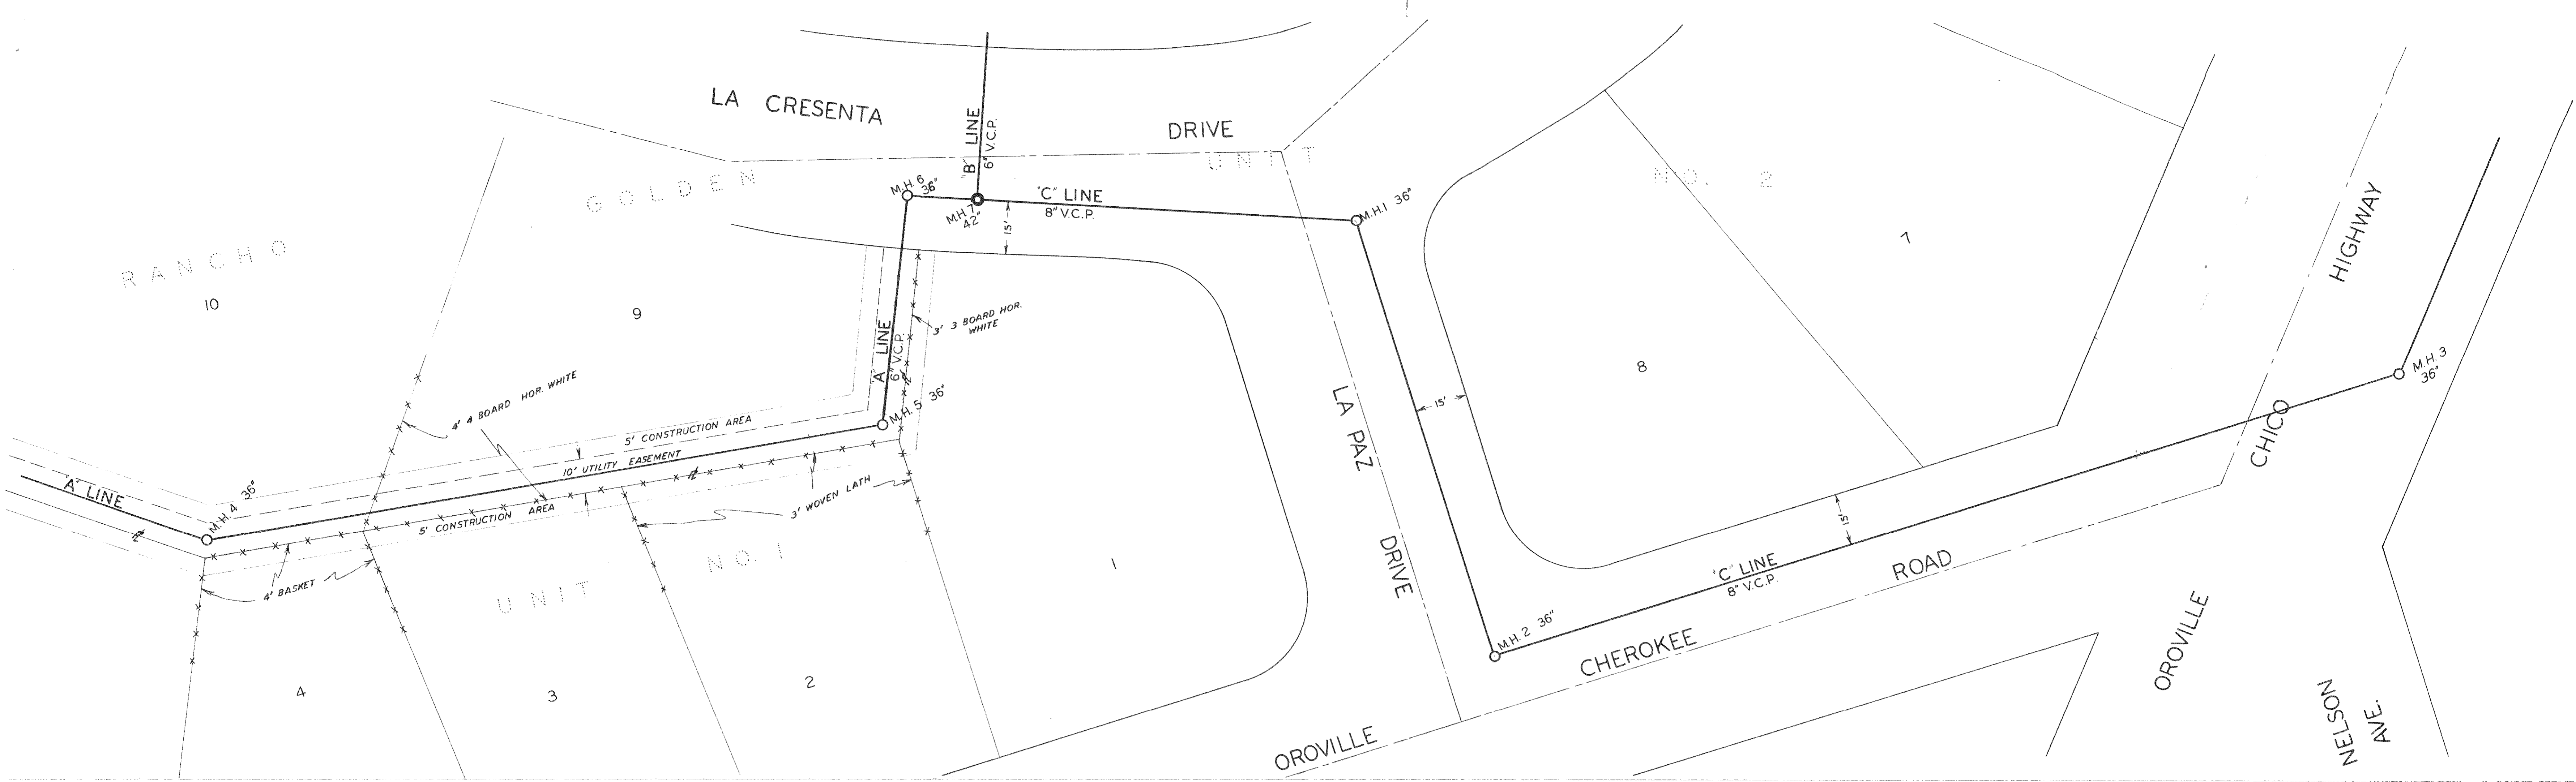 LA CRESENTA DRIVE
"B" LINE
6" V.C.P.
UNIT NO. 2
RANCHO GOLDEN
M.H. 6
36"
M.H. 7
42"
"C" LINE
8" V.C.P.
15'
M.H.1 36"
10
9
7
8
3' 3 BOARD HOR.
WHITE
"A" LINE
6" V.C.P.
M.H. 5 36"
4' 4 BOARD HOR. WHITE
5' CONSTRUCTION AREA
10' UTILITY EASEMENT
5' CONSTRUCTION AREA
3' WOVEN LATH
"A" LINE
M.H. 4 36"
4' BASKET
UNIT NO. 1
4
3
2
1
LA PAZ DRIVE
15'
M.H. 2 36"
"C" LINE
8" V.C.P.
15'
M.H. 3
36"
OROVILLE CHEROKEE ROAD
OROVILLE CHICO HIGHWAY
NELSON
AVE.